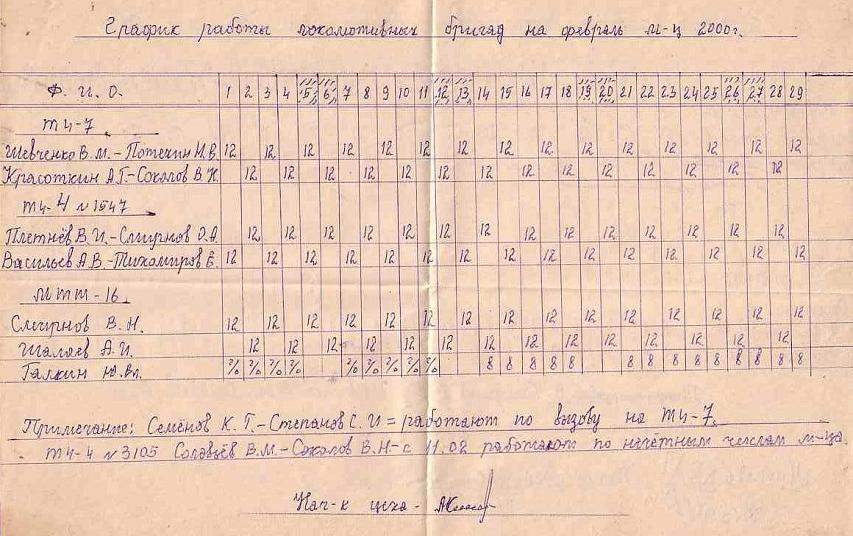 График работы локомотивных бригад на февраль м-ц 2000г.
Ф. И. О. 1 2 3 4 5 6 7 8 9 10 11 12 13 14 15 16 17 18 19 20 21 22 23 24 25 26 27 28 29
ТУ-7
Шевченко В.М.-Потехин Н.В. 12 12 12 12 12 12 12 12 12 12 12 12 12 12 12
Красоткин А.Г.-Соколов В.Н. 12 12 12 12 12 12 12 12 12 12 12 12 12 12
ТУ-4 №1547
Плетнёв В.И.-Смирнов О.А. 12 12 12 12 12 12 12 12 12 12 12 12 12 12
Васильев А.В.-Тихомиров Е. 12 12 12 12 12 12 12 12 12 12 12 12 12 12 12
МПТ-16
Смирнов В.Н. 12 12 12 12 12 12 12 12 12 12 12 12 12 12 12
Шалаев А.И. 12 12 12 12 12 12 12 12 12 12 12 12 12 12
Галкин Ю.Вл. % % % % % % % % % 8 8 8 8 8 8 8 8 8 8 8 8 8 8
Примечание: Семёнов К.Г.-Степанов С.И = работают по вызову на ТУ-7.
ТУ-4 №3105 Соловьёв В.М.-Соколов В.Н-с 11.02 работают по нечётным числам м-ца
Нач-к цеха -